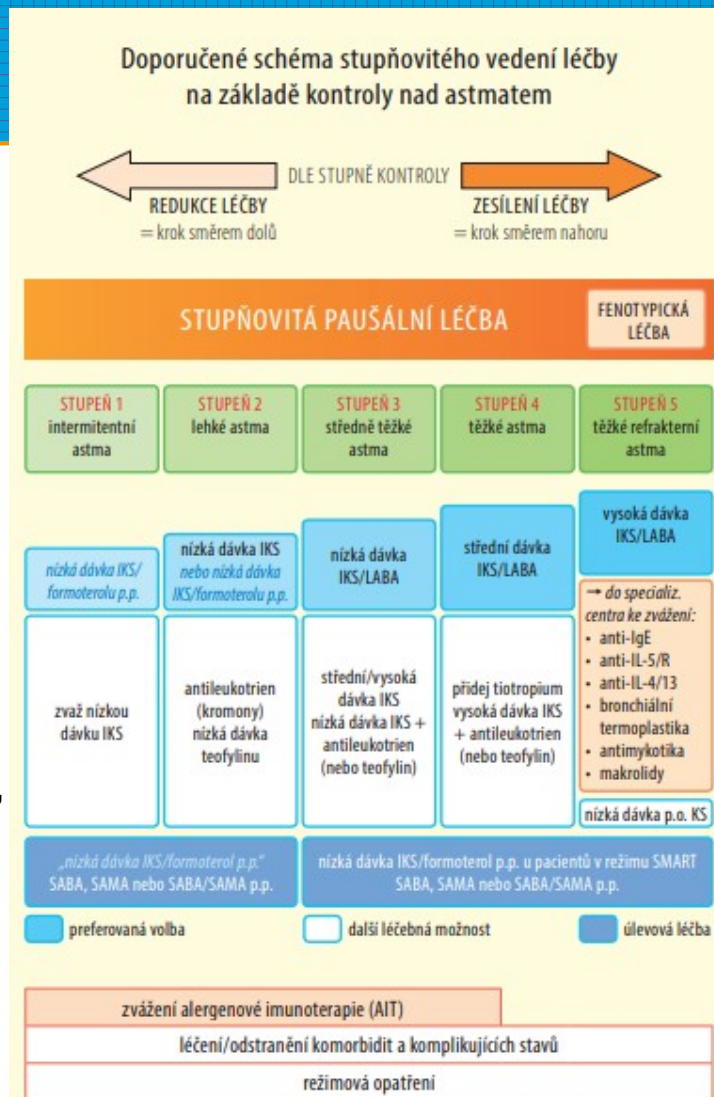 Doporučené schéma stupňovitého vedení léčby
na základě kontroly nad astmatem
DLE STUPNĚ KONTROLY
REDUKCE LÉČBY
= krok směrem dolů
ZESÍLENÍ LÉČBY
= krok směrem nahoru
STUPŇOVITÁ PAUŠÁLNÍ LÉČBA
FENOTYPICKÁ
LÉČBA
STUPEŇ 1
intermitentní
astma
STUPEŇ 2
lehké astma
STUPEŇ 3
středně těžké
astma
STUPEŇ 4
těžké astma
STUPEŇ 5
těžké refrakterní
astma
nízká dávka IKS/
formoterolu p.p.
nízká dávka IKS
nebo nízká dávka
IKS/formoterolu p.p.
nízká dávka
IKS/LABA
střední dávka
IKS/LABA
vysoká dávka
IKS/LABA
zvaž nízkou
dávku IKS
antileukotrien
(kromony)
nízká dávka
teofylinu
střední/vysoká
dávka IKS
nízká dávka IKS +
antileukotrien
(nebo teofylin)
přidej tiotropium
vysoká dávka IKS
+ antileukotrien
(nebo teofylin)
→ do specializ.
centra ke zvážení:
• anti-IgE
• anti-IL-5/R
• anti-IL-4/13
• bronchiální
termoplastika
• antimykotika
• makrolidy
nízká dávka p.o. KS
,
„nízká dávka IKS/formoterol p.p.“
SABA, SAMA nebo SABA/SAMA p.p.
nízká dávka IKS/formoterol p.p. u pacientů v režimu SMART
SABA, SAMA nebo SABA/SAMA p.p.
preferovaná volba
další léčebná možnost
úlevová léčba
zvážení alergenové imunoterapie (AIT)
léčení/odstranění komorbidit a komplikujících stavů
režimová opatření